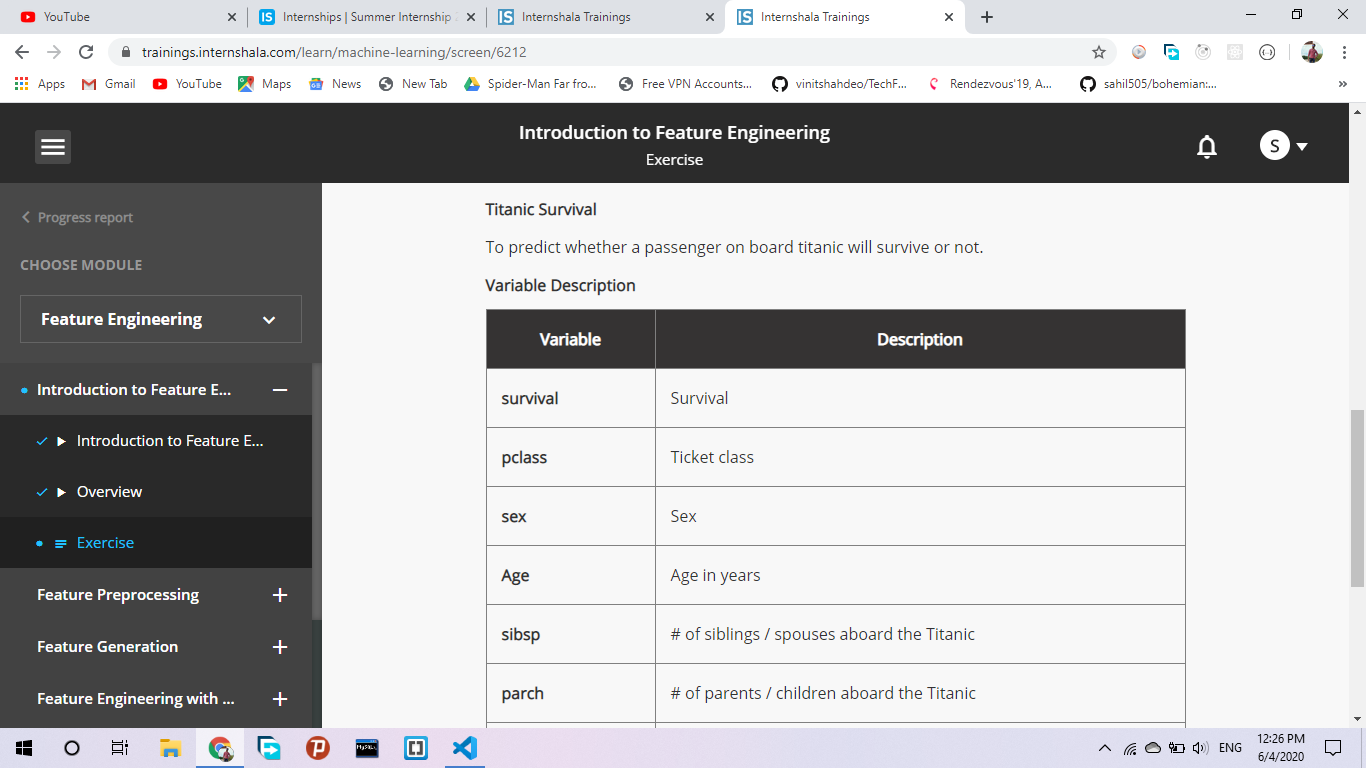 YouTube
Internships | Summer Internship
Internshala Trainings
Internshala Trainings
trainings.internshala.com/learn/machine-learning/screen/6212
Apps
Gmail
YouTube
Maps
News
New Tab
Spider-Man Far fro...
Free VPN Accounts...
vinitshahdeo/TechF...
Rendezvous'19, A...
sahil505/bohemian:...
»
Introduction to Feature Engineering
Exercise
S
Progress report
CHOOSE MODULE
Feature Engineering
Introduction to Feature E...
Introduction to Feature E...
Overview
Exercise
Feature Preprocessing
Feature Generation
Feature Engineering with ...
Titanic Survival
To predict whether a passenger on board titanic will survive or not.
Variable Description
Variable Description
survival Survival
pclass Ticket class
sex Sex
Age Age in years
sibsp # of siblings / spouses aboard the Titanic
parch # of parents / children aboard the Titanic
MySQL
ENG
12:26 PM
6/4/2020